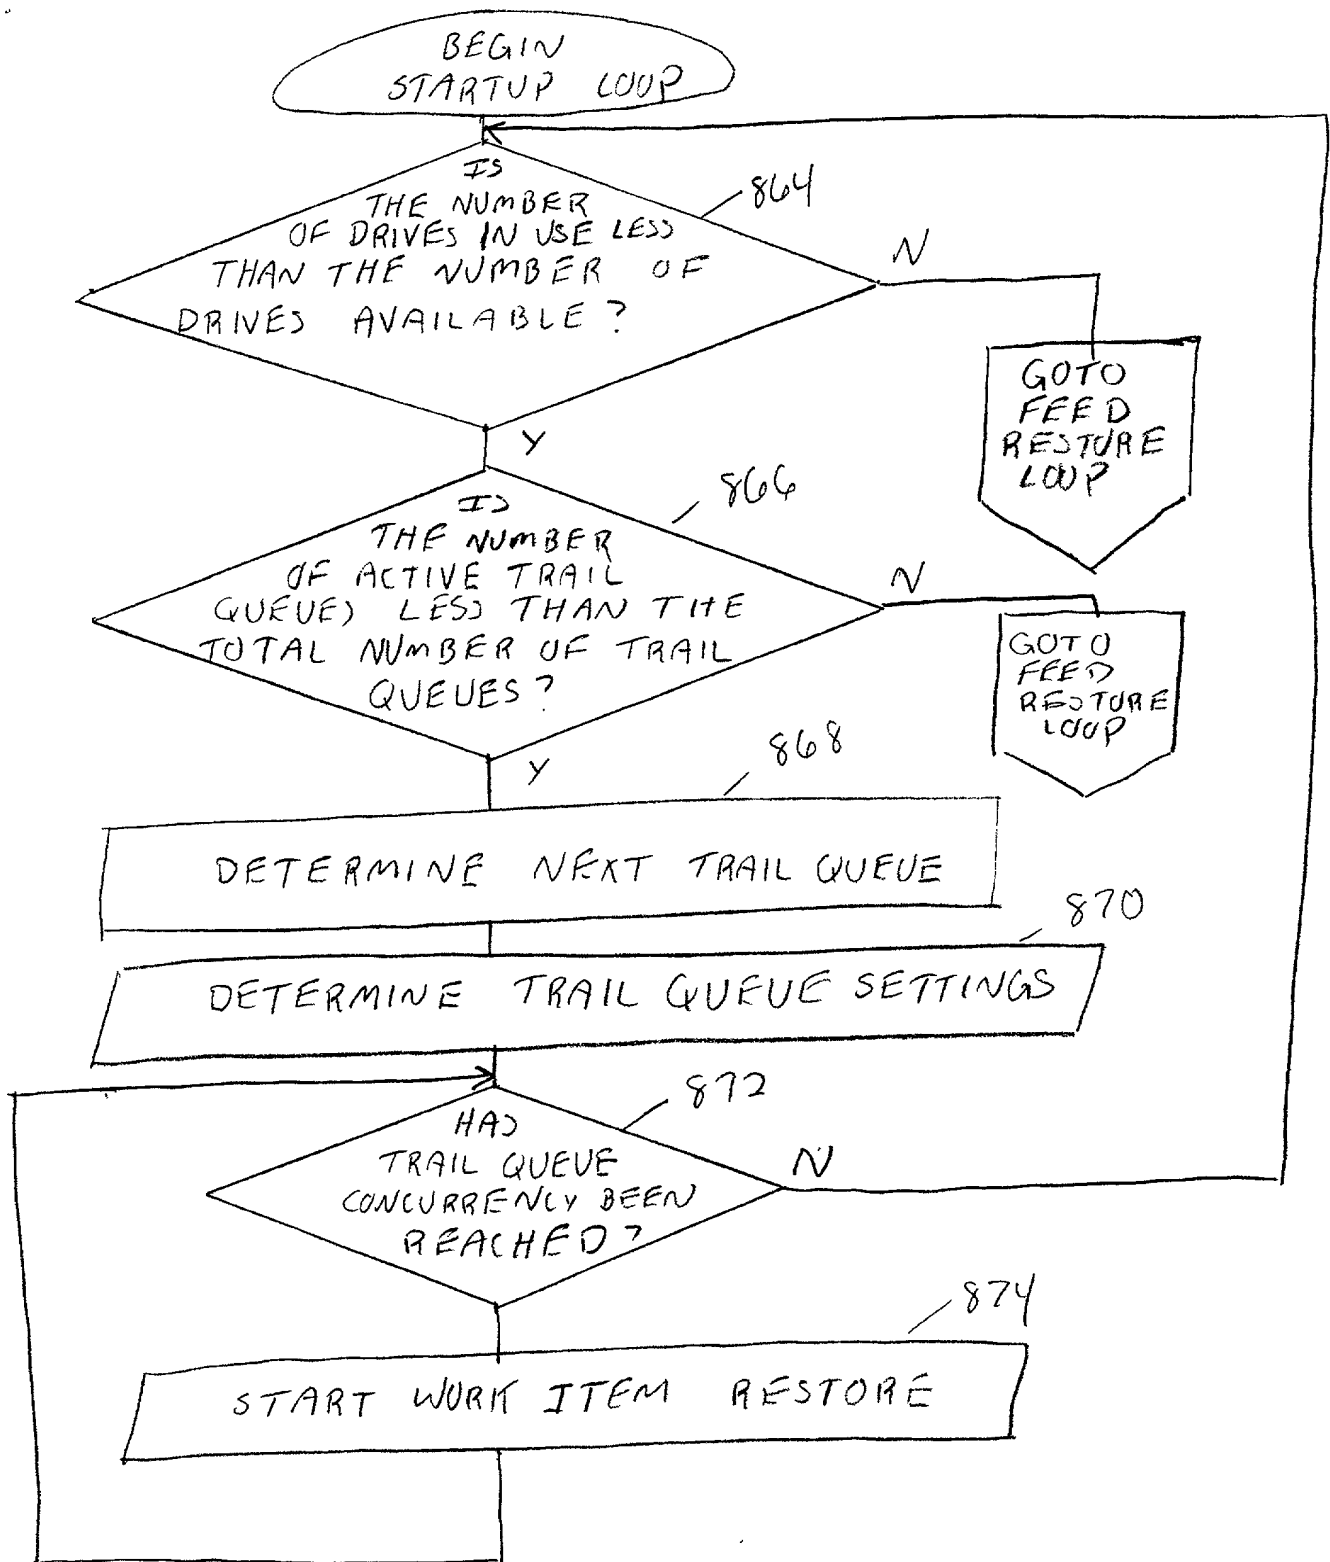 BEGIN
STARTUP LOOP
IS
THE NUMBER
OF DRIVES IN USE LESS
THAN THE NUMBER OF
DRIVES AVAILABLE?
864
N
GOTO
FEED
RESTORE
LOOP
Y
IS
THE NUMBER
OF ACTIVE TRAIL
QUEUES LESS THAN THE
TOTAL NUMBER OF TRAIL
QUEUES?
866
N
GOTO
FEED
RESTORE
LOOP
Y
868
DETERMINE NEXT TRAIL QUEUE
870
DETERMINE TRAIL QUEUE SETTINGS
872
HAS
TRAIL QUEUE
CONCURRENCY BEEN
REACHED?
N
874
START WORK ITEM RESTORE